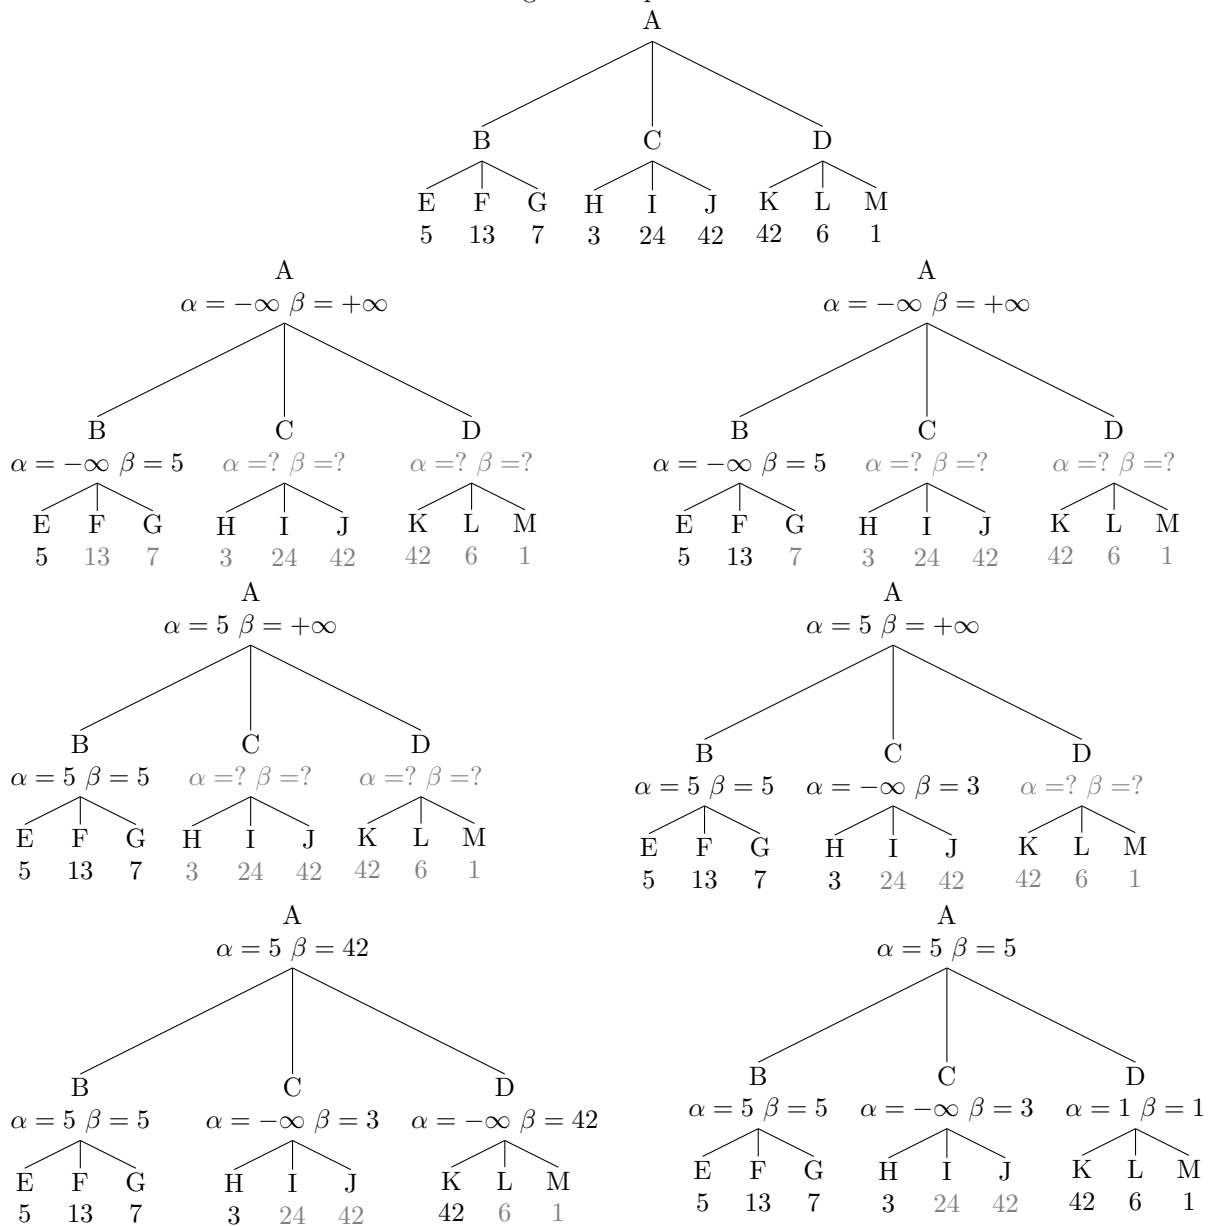 A
B C D
E F G H I J K L M
5 13 7 3 24 42 42 6 1
A
α = −∞ β = +∞
B C D
α = −∞ β = 5 α =? β =? α =? β =?
E F G H I J K L M
5 13 7 3 24 42 42 6 1
A
α = −∞ β = +∞
B C D
α = −∞ β = 5 α =? β =? α =? β =?
E F G H I J K L M
5 13 7 3 24 42 42 6 1
A
α = 5 β = +∞
B C D
α = 5 β = 5 α =? β =? α =? β =?
E F G H I J K L M
5 13 7 3 24 42 42 6 1
A
α = 5 β = +∞
B C D
α = 5 β = 5 α = −∞ β = 3 α =? β =?
E F G H I J K L M
5 13 7 3 24 42 42 6 1
A
α = 5 β = 42
B C D
α = 5 β = 5 α = −∞ β = 3 α = −∞ β = 42
E F G H I J K L M
5 13 7 3 24 42 42 6 1
A
α = 5 β = 5
B C D
α = 5 β = 5 α = −∞ β = 3 α = 1 β = 1
E F G H I J K L M
5 13 7 3 24 42 42 6 1